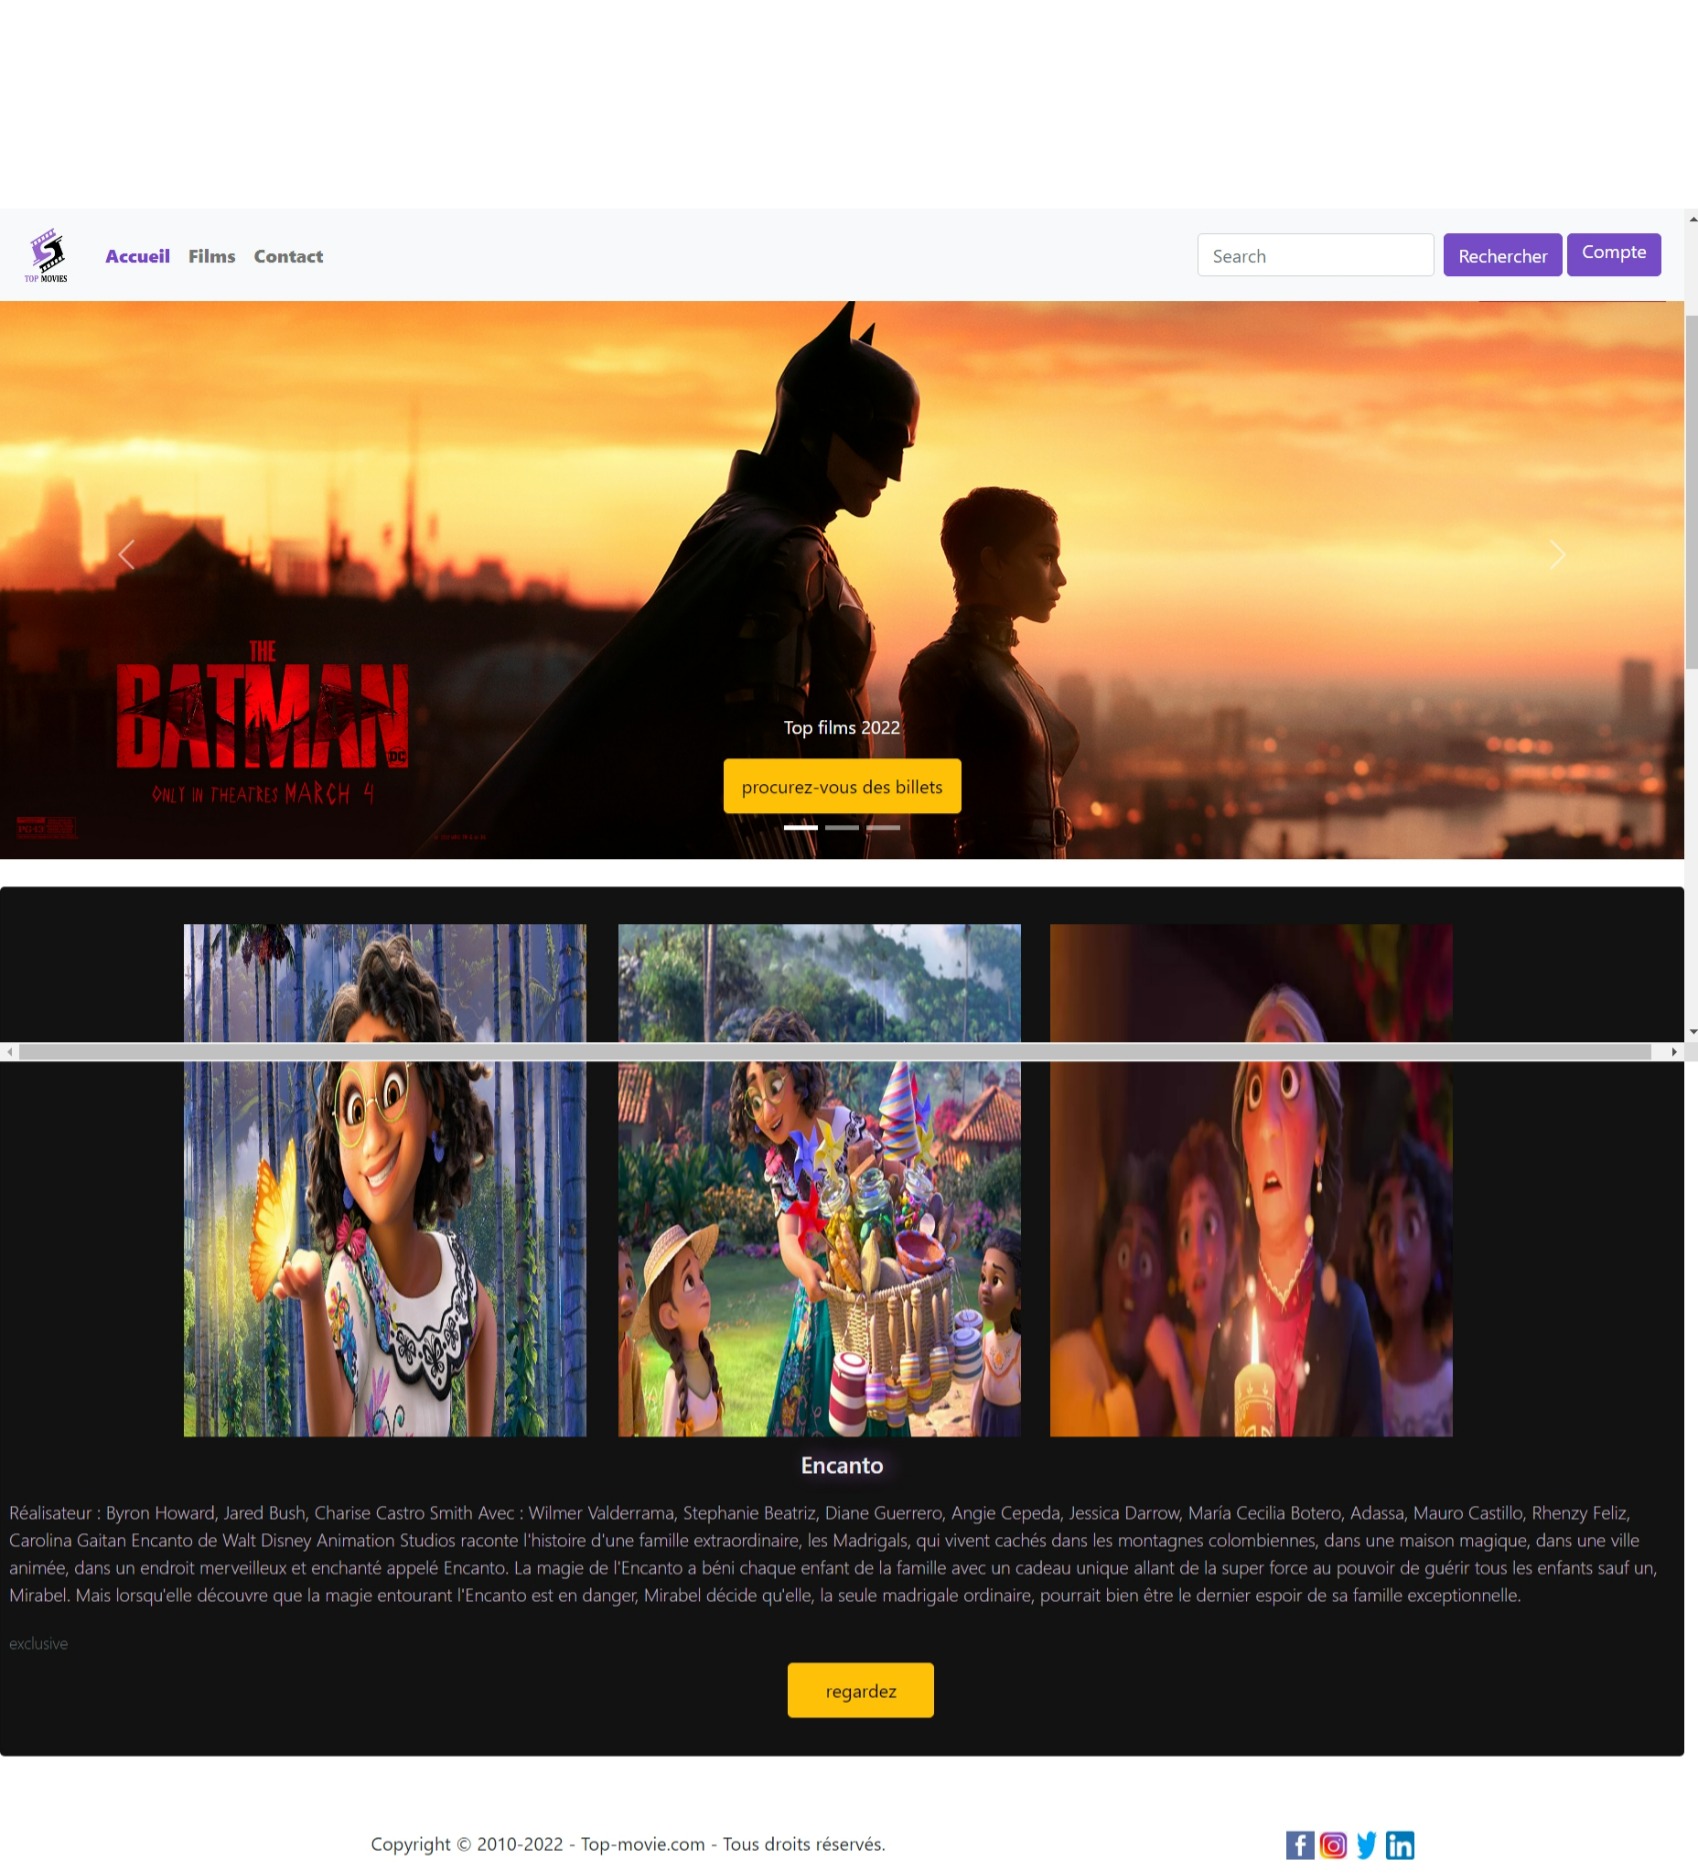 TOP MOVIES
Accueil Films Contact
Search Rechercher Compte
THE
BATMAN
DC
ONLY IN THEATRES MARCH 4
PG-13
Top films 2022
procurez-vous des billets
Encanto
Réalisateur : Byron Howard, Jared Bush, Charise Castro Smith Avec : Wilmer Valderrama, Stephanie Beatriz, Diane Guerrero, Angie Cepeda, Jessica Darrow, María Cecilia Botero, Adassa, Mauro Castillo, Rhenzy Feliz,
Carolina Gaitan Encanto de Walt Disney Animation Studios raconte l'histoire d'une famille extraordinaire, les Madrigals, qui vivent cachés dans les montagnes colombiennes, dans une maison magique, dans une ville
animée, dans un endroit merveilleux et enchanté appelé Encanto. La magie de l'Encanto a béni chaque enfant de la famille avec un cadeau unique allant de la super force au pouvoir de guérir tous les enfants sauf un,
Mirabel. Mais lorsqu'elle découvre que la magie entourant l'Encanto est en danger, Mirabel décide qu'elle, la seule madrigale ordinaire, pourrait bien être le dernier espoir de sa famille exceptionnelle.
exclusive
regardez
Copyright © 2010-2022 - Top-movie.com - Tous droits réservés.